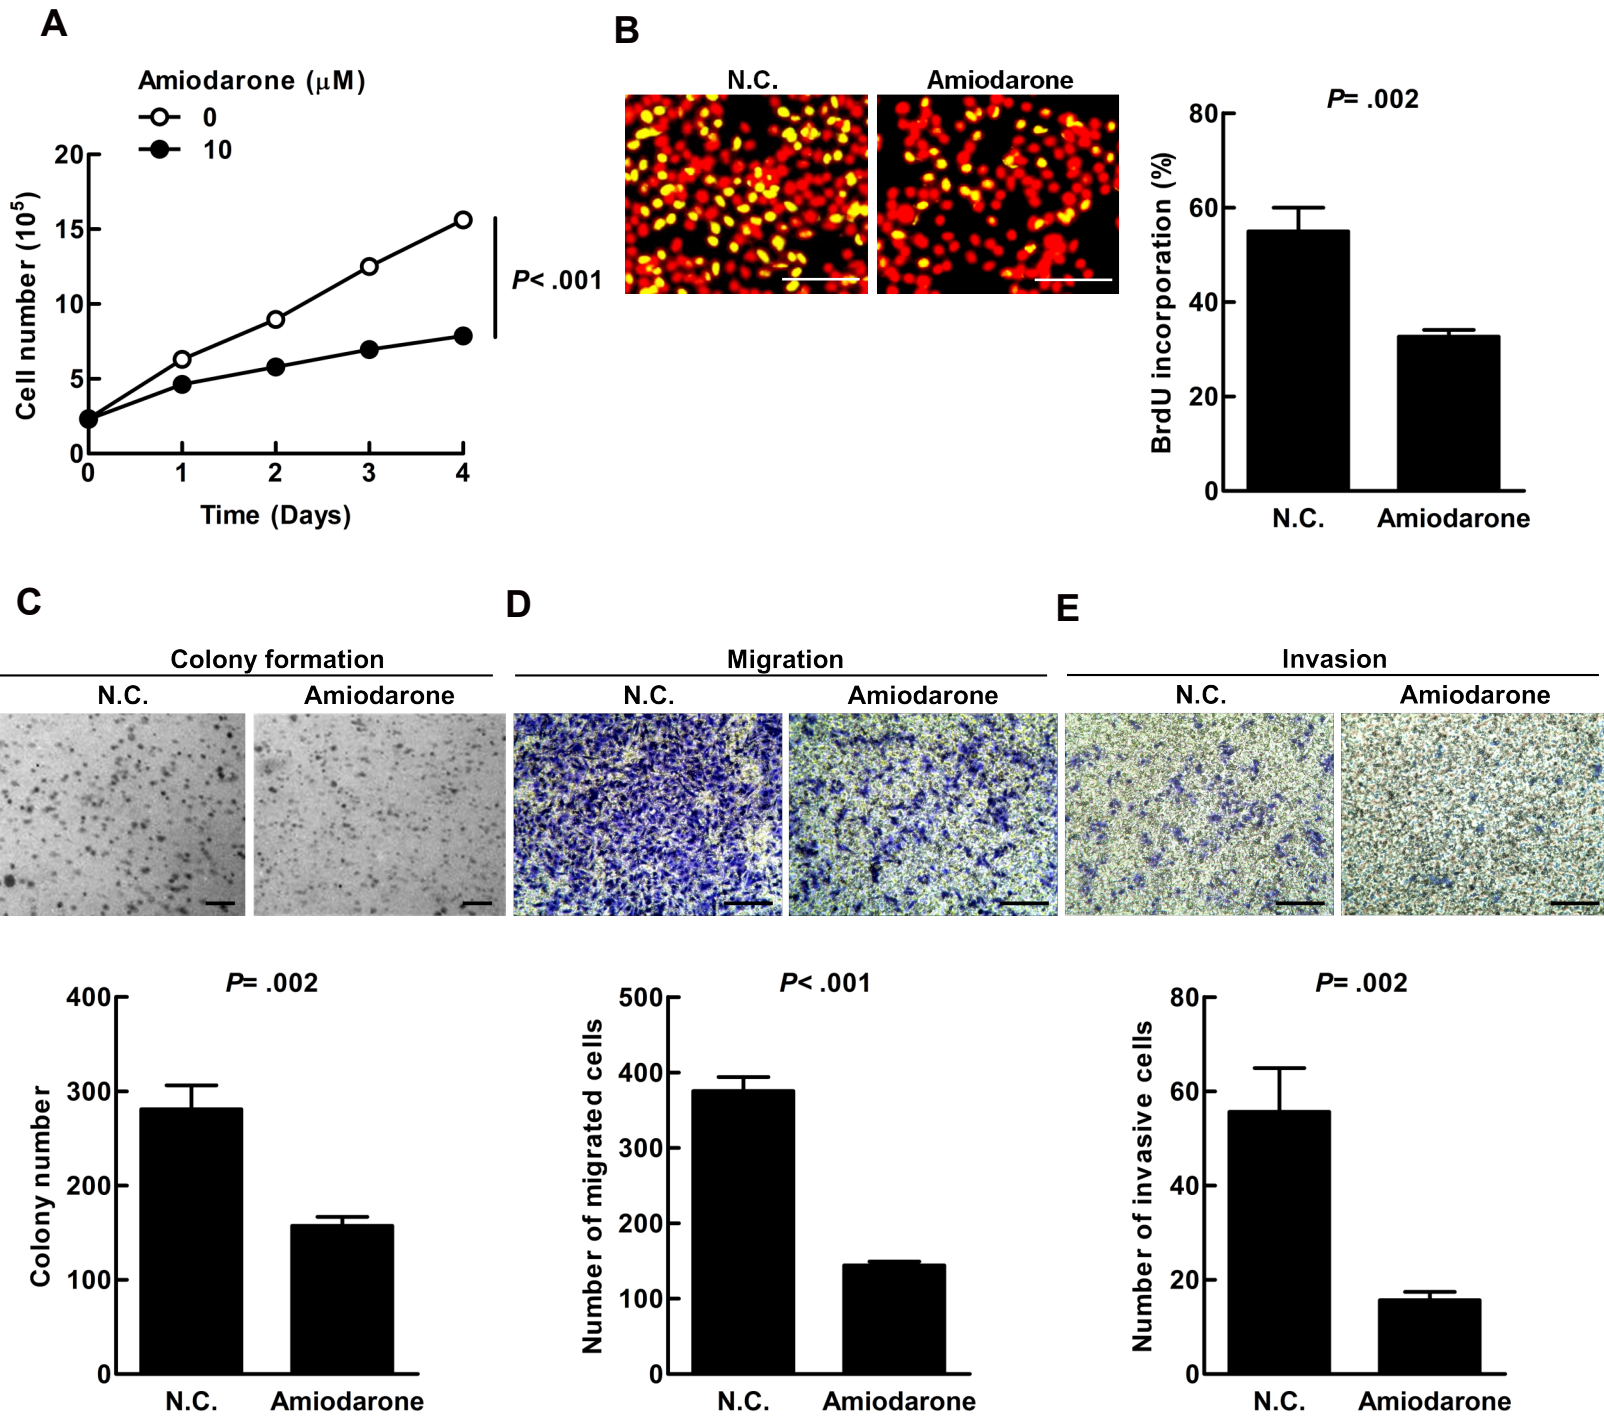 A
Amiodarone (μM)
0
10
20
15
10
5
0
Cell number (10⁵)
0 1 2 3 4
Time (Days)
P< .001
B
N.C. Amiodarone
P= .002
80
60
40
20
0
BrdU incorporation (%)
N.C. Amiodarone
C
Colony formation
N.C. Amiodarone
P= .002
400
300
200
100
0
Colony number
N.C. Amiodarone
D
Migration
N.C. Amiodarone
P< .001
500
400
300
200
100
0
Number of migrated cells
N.C. Amiodarone
E
Invasion
N.C. Amiodarone
P= .002
80
60
40
20
0
Number of invasive cells
N.C. Amiodarone